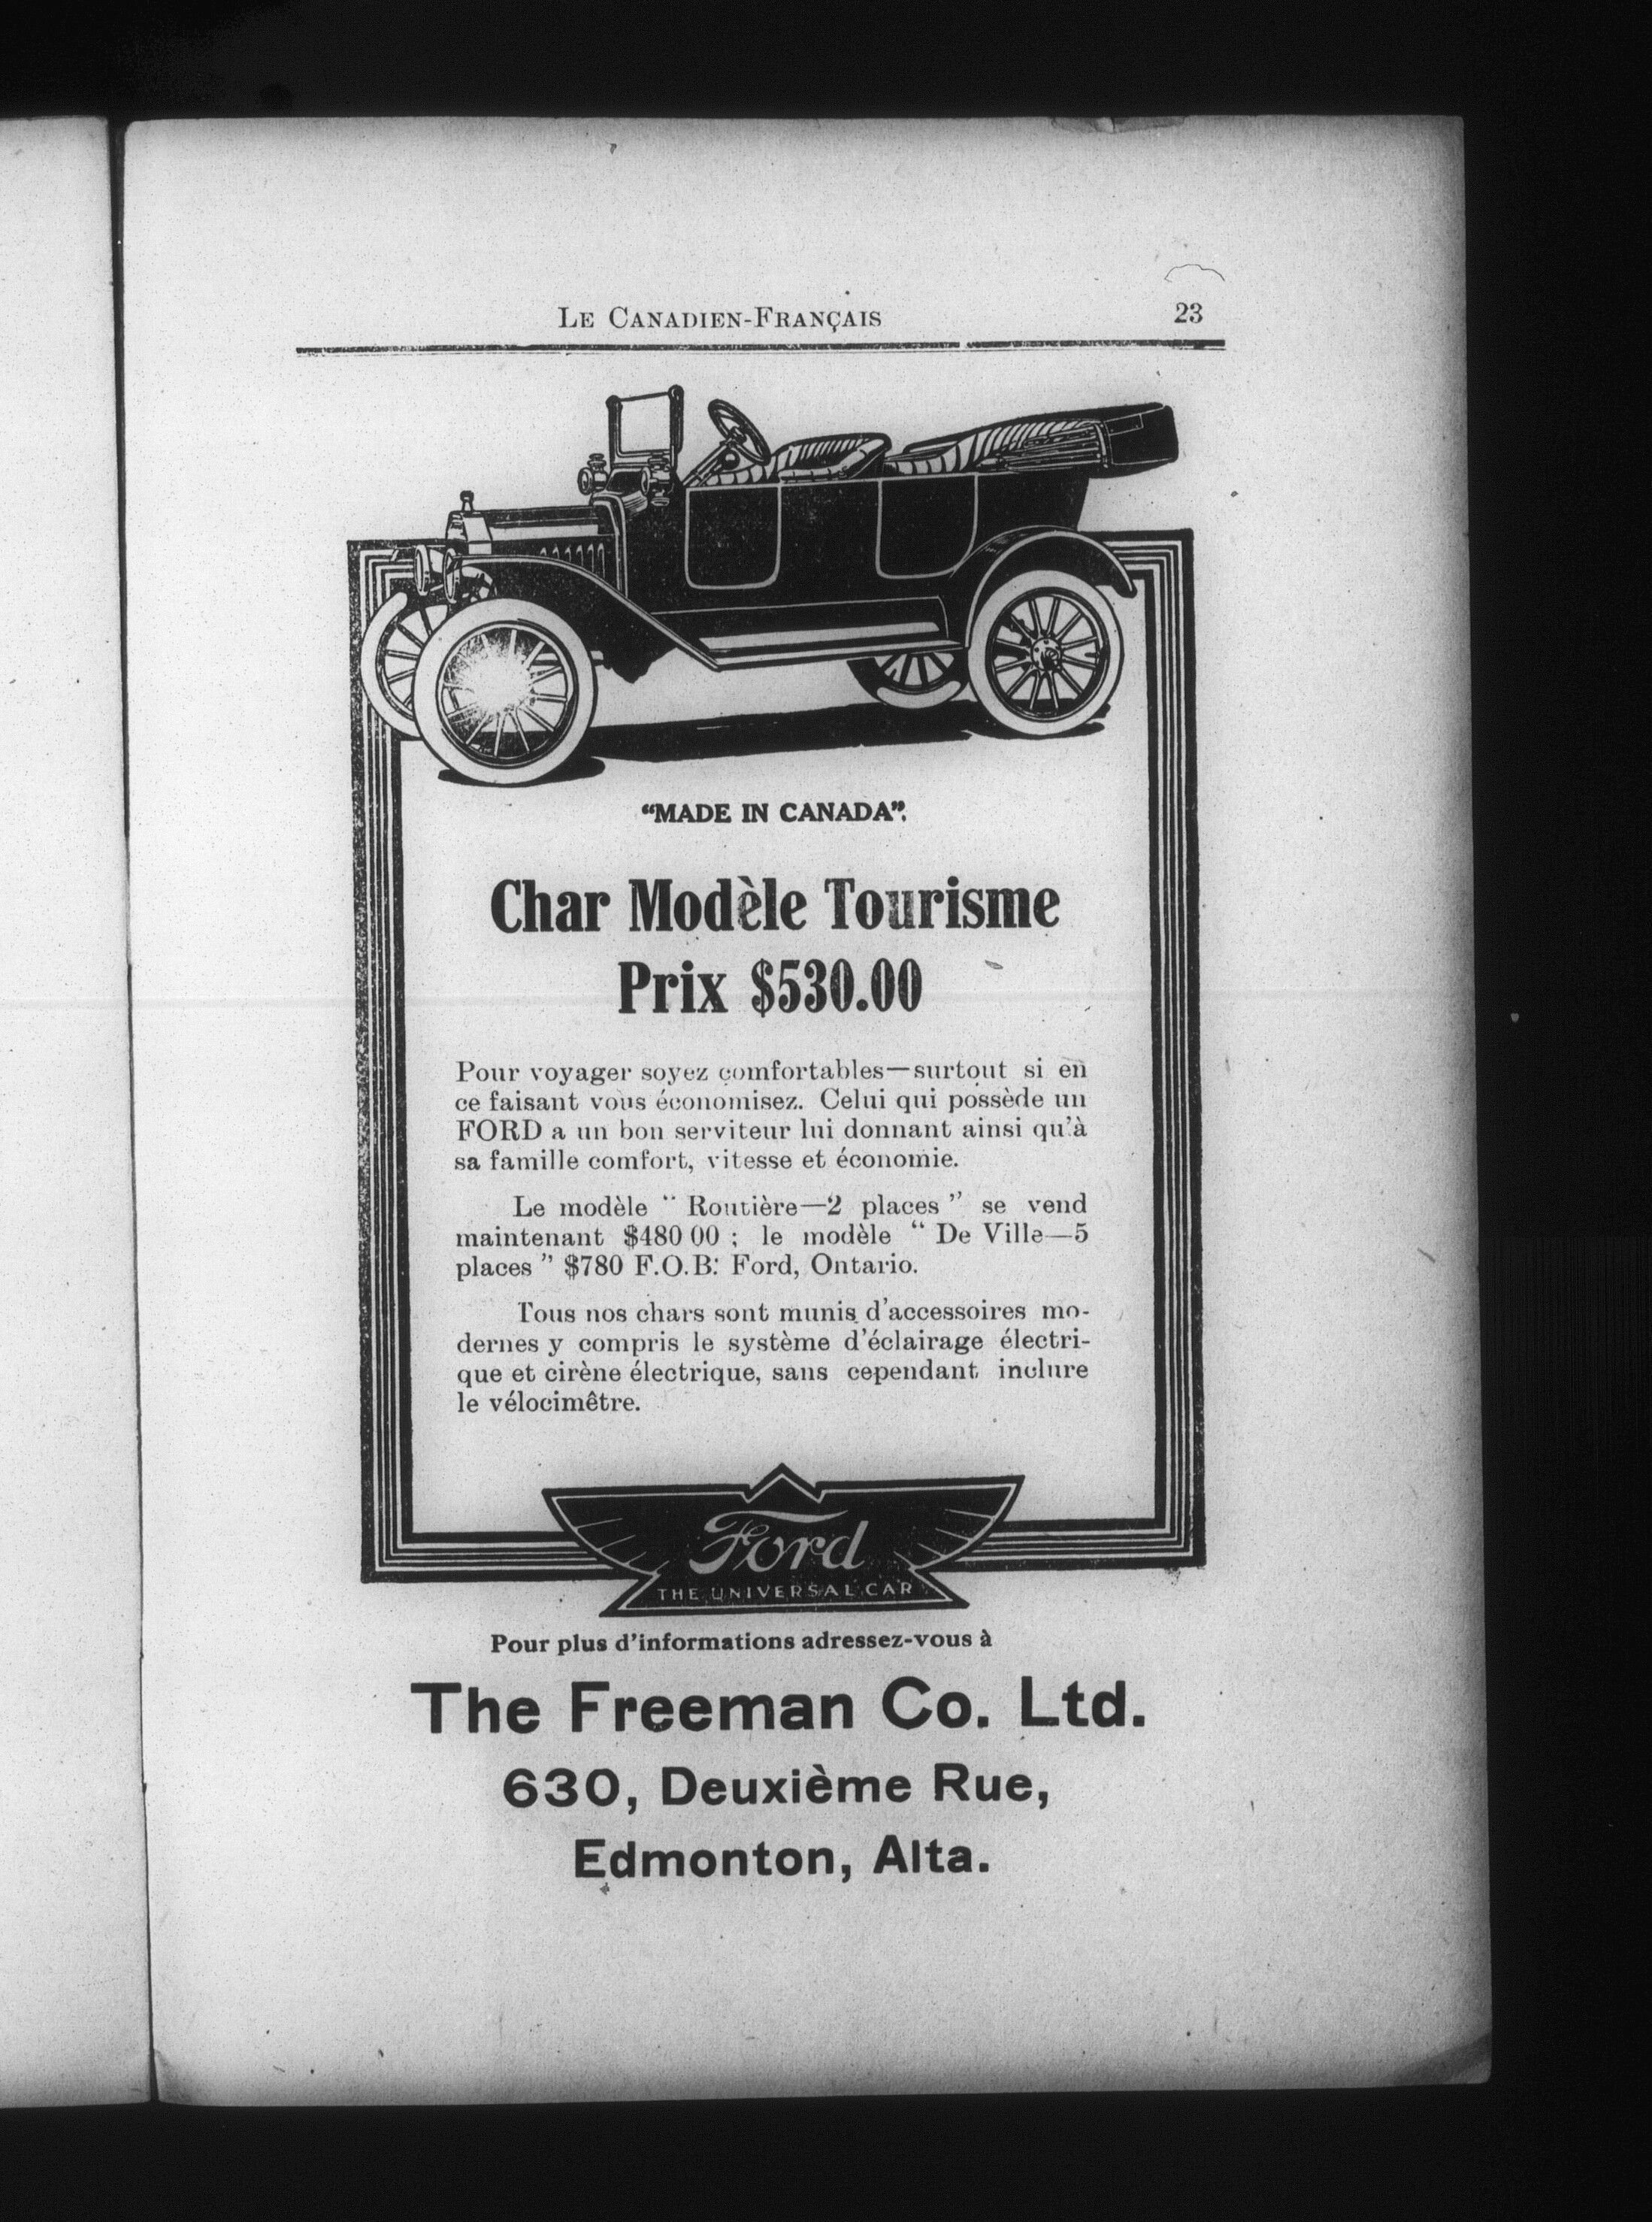 LE CANADIEN-FRANÇAIS 23
“MADE IN CANADA”.
Char Modèle Tourisme
Prix $530.00
Pour voyager soyez comfortables—surtout si en
ce faisant vous économisez. Celui qui possède un
FORD a un bon serviteur lui donnant ainsi qu'à
sa famille comfort, vitesse et économie.
Le modèle “ Routière—2 places ” se vend
maintenant $480 00 ; le modèle “ De Ville—5
places ” $780 F.O.B. Ford, Ontario.
Tous nos chars sont munis d'accessoires mo-
dernes y compris le système d'éclairage électri-
que et cirène électrique, sans cependant inclure
le vélocimêtre.
Ford
THE UNIVERSAL CAR
Pour plus d'informations adressez-vous à
The Freeman Co. Ltd.
630, Deuxième Rue,
Edmonton, Alta.